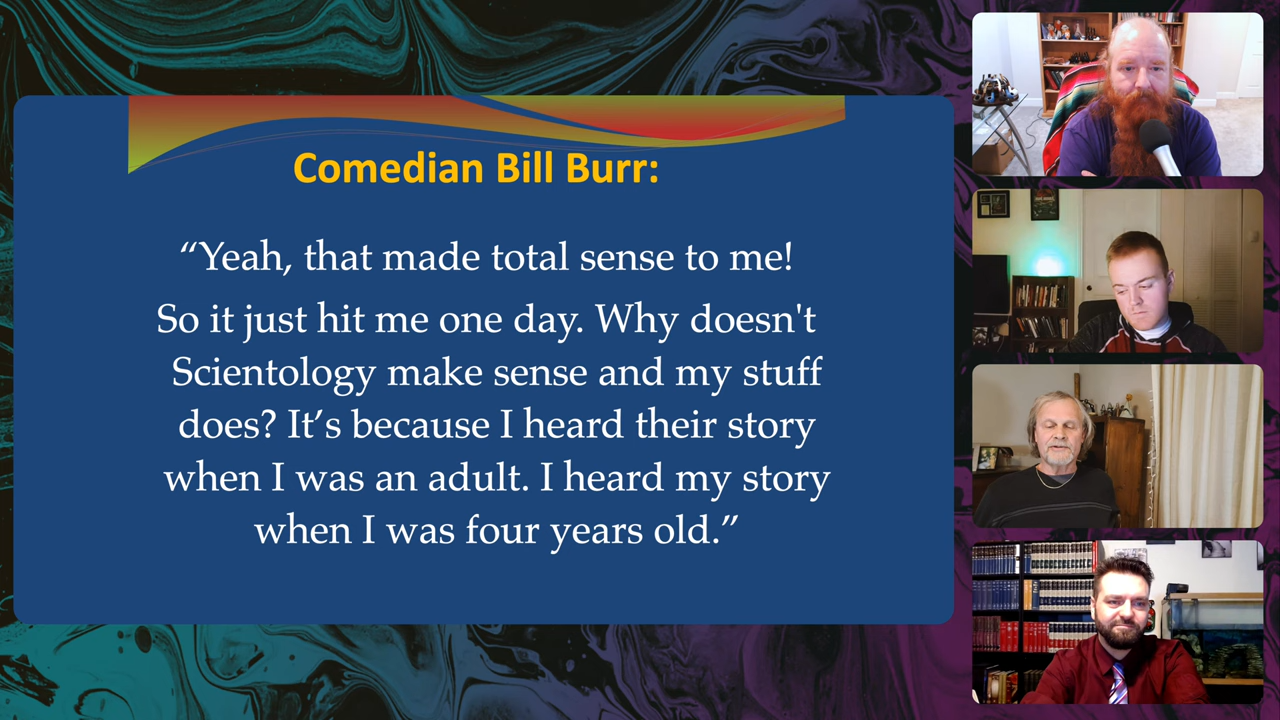 Comedian Bill Burr:
“Yeah, that made total sense to me!
So it just hit me one day. Why doesn't
Scientology make sense and my stuff
does? It’s because I heard their story
when I was an adult. I heard my story
when I was four years old.”